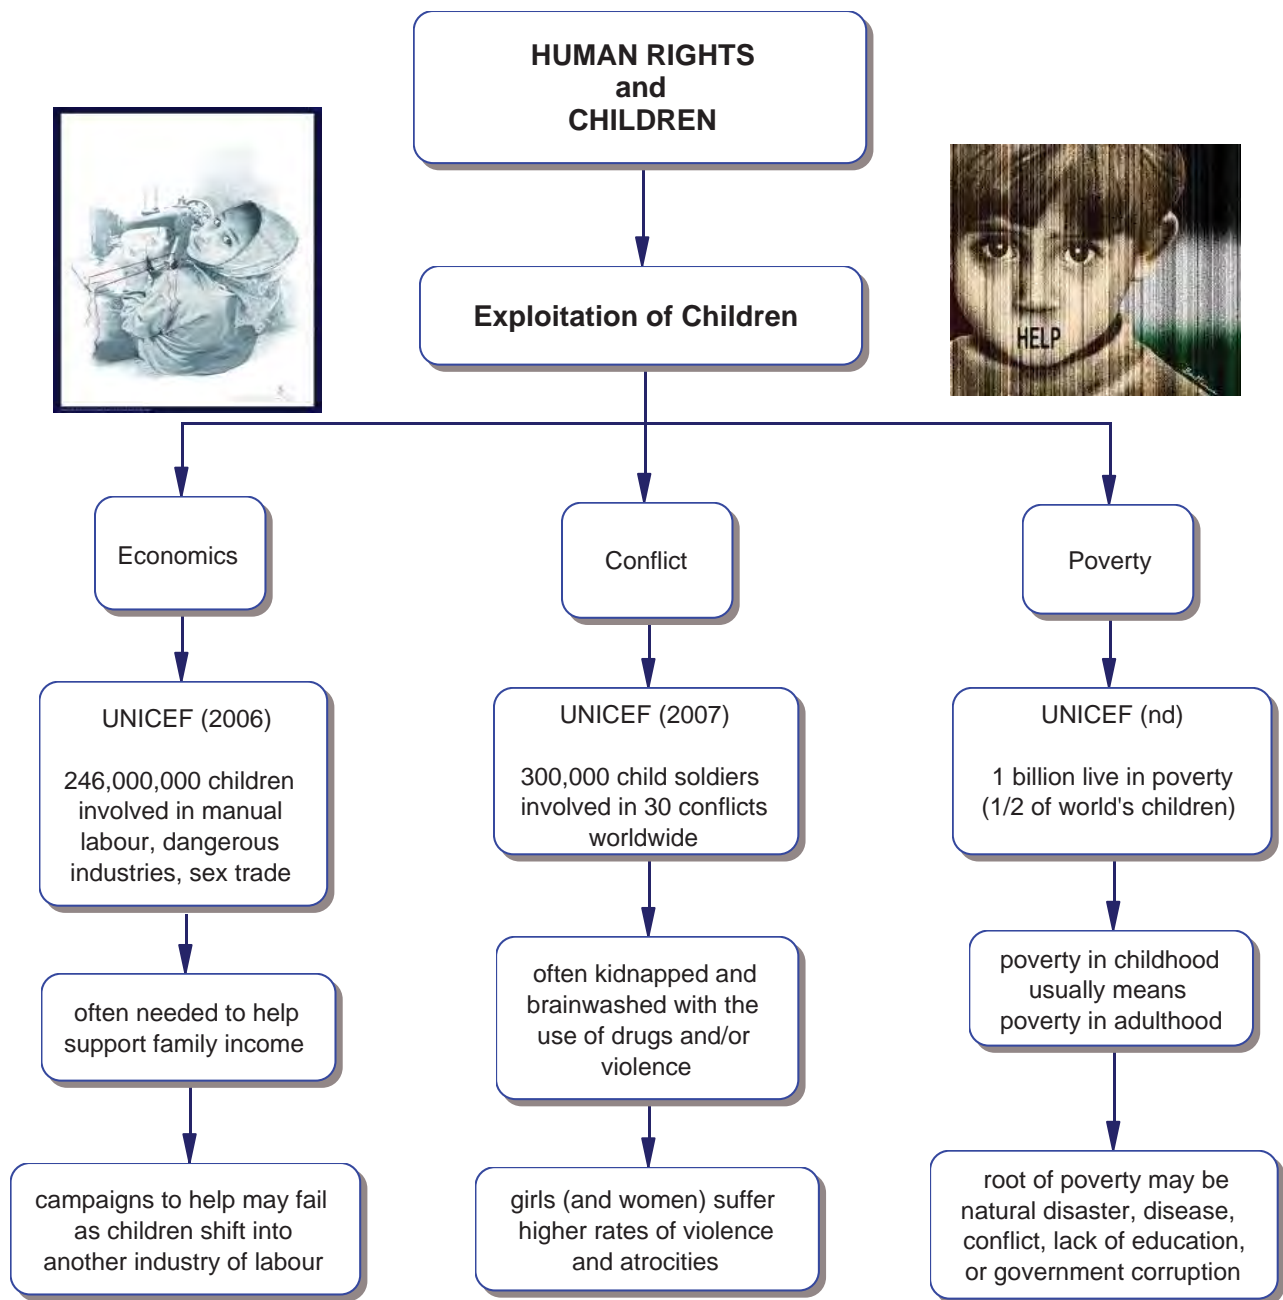 HUMAN RIGHTS
and
CHILDREN
HELP
Exploitation of Children
Economics
Conflict
Poverty
UNICEF (2006)
246,000,000 children
involved in manual
labour, dangerous
industries, sex trade
UNICEF (2007)
300,000 child soldiers
involved in 30 conflicts
worldwide
UNICEF (nd)
1 billion live in poverty
(1/2 of world's children)
often needed to help
support family income
often kidnapped and
brainwashed with the
use of drugs and/or
violence
poverty in childhood
usually means
poverty in adulthood
campaigns to help may fail
as children shift into
another industry of labour
girls (and women) suffer
higher rates of violence
and atrocities
root of poverty may be
natural disaster, disease,
conflict, lack of education,
or government corruption